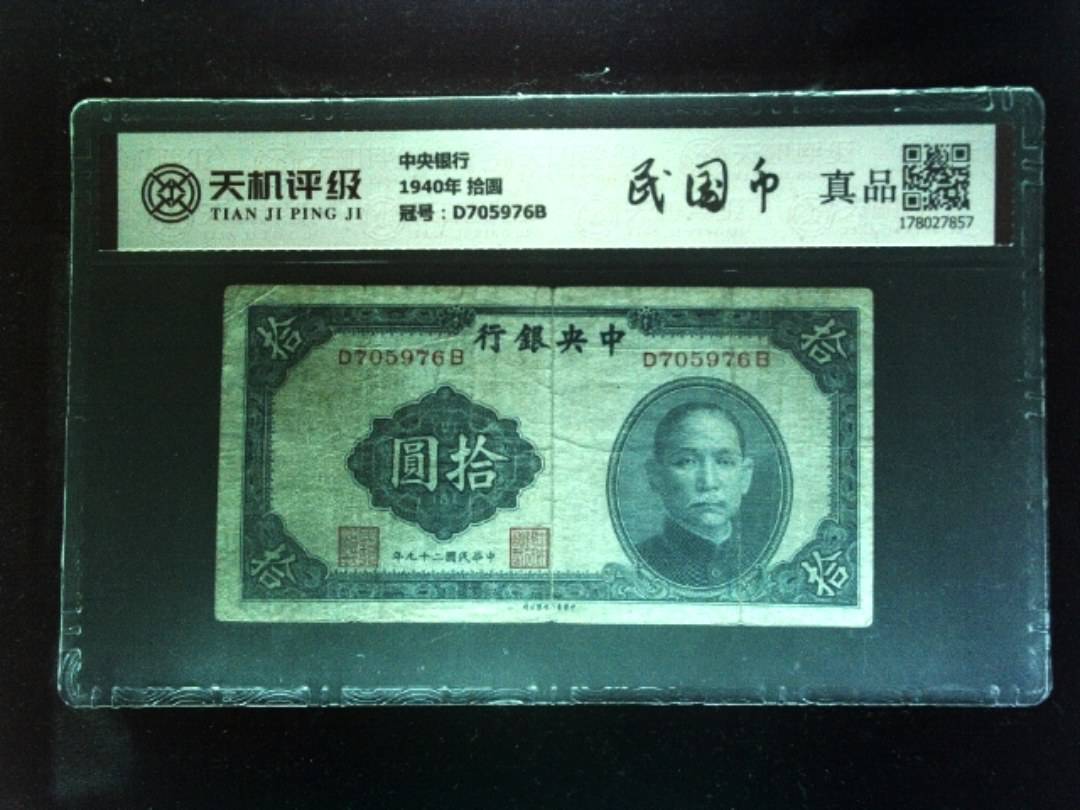 天机评级
TIAN JI PING JI
中央银行
1940年 拾圆
冠号：D705976B
民国币
真品
178027857
拾
行銀央中
拾
D705976B
D705976B
圓拾
年九十二國民華中
拾
拾